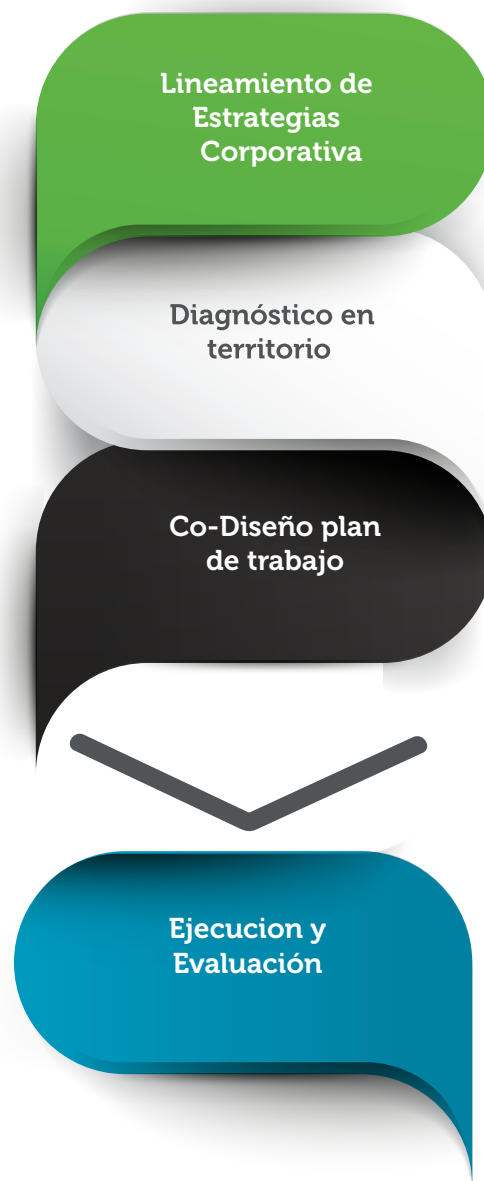 Lineamiento de
Estrategias
Corporativa
Diagnóstico en
territorio
Co-Diseño plan
de trabajo
Ejecucion y
Evaluación